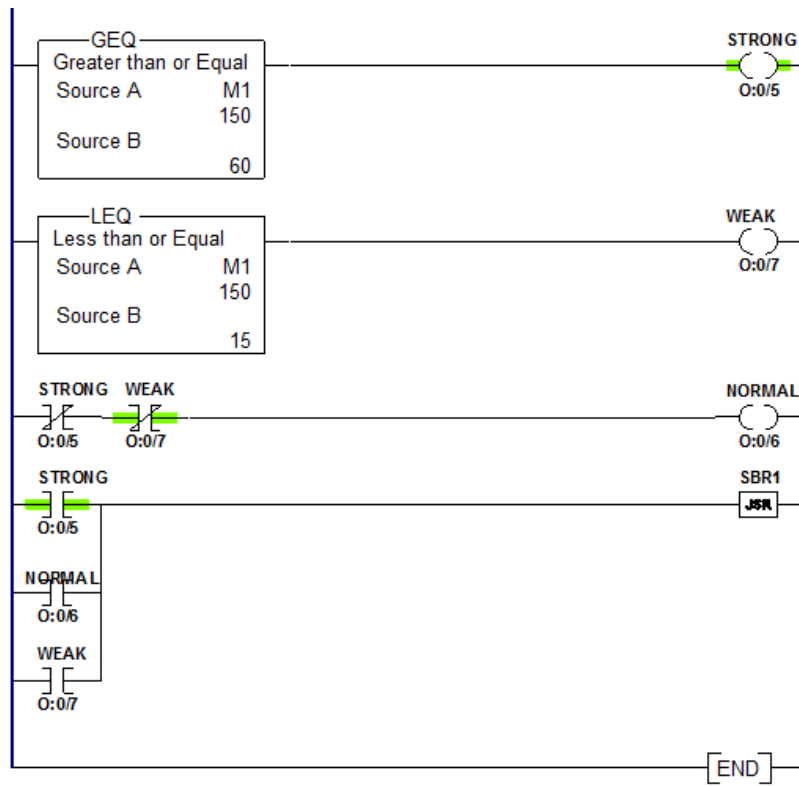 GEQ
Greater than or Equal
Source A M1
150
Source B
60
STRONG
O:0/5
LEQ
Less than or Equal
Source A M1
150
Source B
15
WEAK
O:0/7
STRONG WEAK NORMAL
O:0/5 O:0/7 O:0/6
STRONG SBR1
JSR
O:0/5
NORMAL
O:0/6
WEAK
O:0/7
END